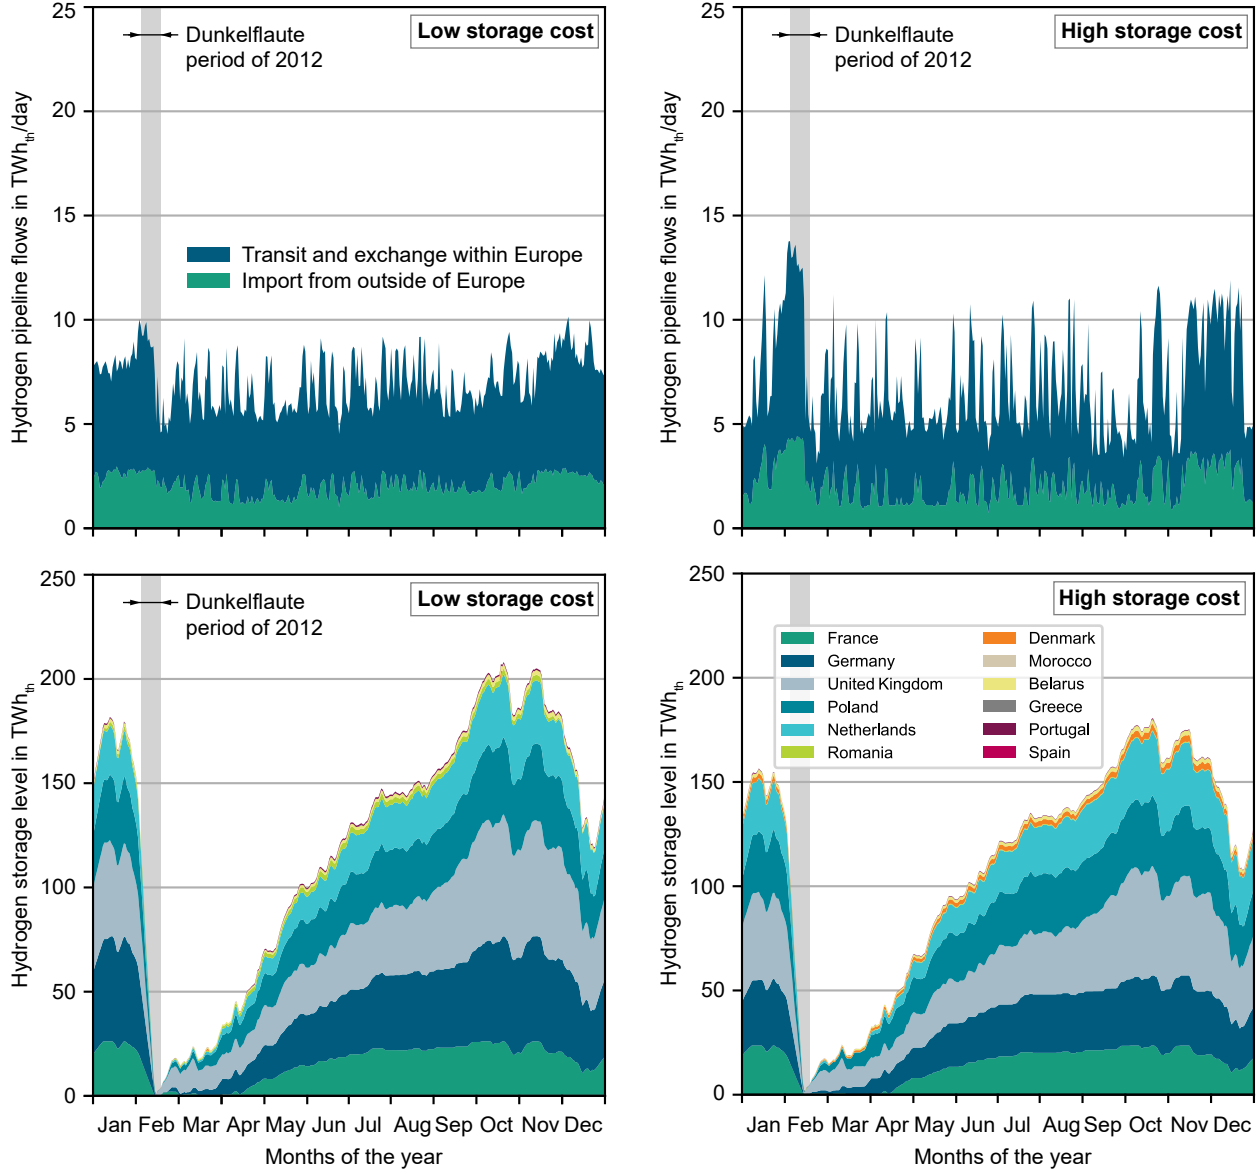 Hydrogen pipeline flows in TWhth/day
25
20
15
10
5
0
Dunkelflaute
period of 2012
Low storage cost
Transit and exchange within Europe
Import from outside of Europe
Hydrogen pipeline flows in TWhth/day
25
20
15
10
5
0
Dunkelflaute
period of 2012
High storage cost
Hydrogen storage level in TWhth
250
200
150
100
50
0
Dunkelflaute
period of 2012
Low storage cost
Jan Feb Mar Apr May Jun Jul Aug Sep Oct Nov Dec
Months of the year
Hydrogen storage level in TWhth
250
200
150
100
50
0
High storage cost
France
Germany
United Kingdom
Poland
Netherlands
Romania
Denmark
Morocco
Belarus
Greece
Portugal
Spain
Jan Feb Mar Apr May Jun Jul Aug Sep Oct Nov Dec
Months of the year